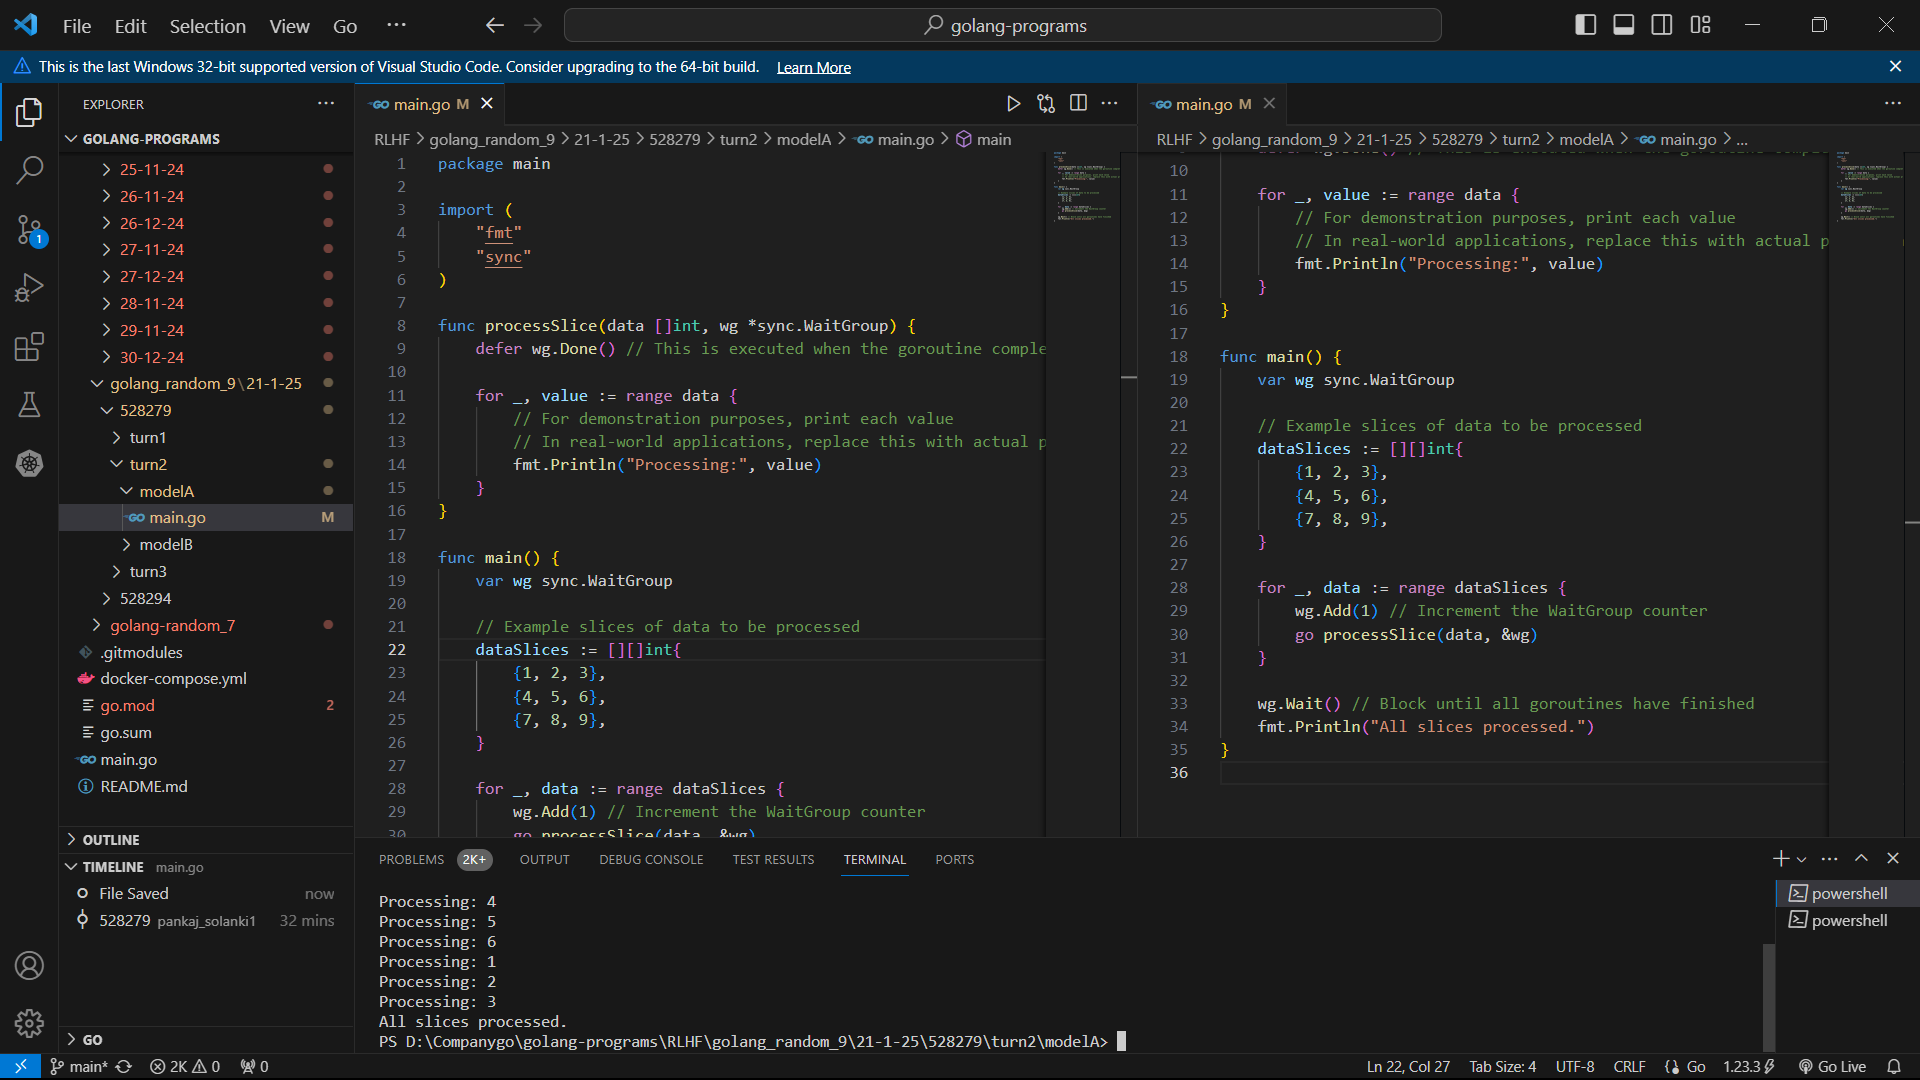 File Edit Selection View Go ···
golang-programs
This is the last Windows 32-bit supported version of Visual Studio Code. Consider upgrading to the 64-bit build. Learn More
EXPLORER
GOLANG-PROGRAMS
25-11-24
26-11-24
26-12-24
27-11-24
27-12-24
28-11-24
29-11-24
30-12-24
golang_random_9\21-1-25
528279
turn1
turn2
modelA
main.go M
modelB
turn3
528294
golang-random_7
.gitmodules
docker-compose.yml
go.mod 2
go.sum
main.go
README.md
OUTLINE
TIMELINE main.go
File Saved now
528279 pankaj_solanki1 32 mins
GO
1
GO main.go M
RLHF > golang_random_9 > 21-1-25 > 528279 > turn2 > modelA > GO main.go > main
1 package main
2
3 import (
4 "fmt"
5 "sync"
6 )
7
8 func processSlice(data []int, wg *sync.WaitGroup) {
9 defer wg.Done() // This is executed when the goroutine comple
10
11 for _, value := range data {
12 // For demonstration purposes, print each value
13 // In real-world applications, replace this with actual p
14 fmt.Println("Processing:", value)
15 }
16 }
17
18 func main() {
19 var wg sync.WaitGroup
20
21 // Example slices of data to be processed
22 dataSlices := [][]int{
23 {1, 2, 3},
24 {4, 5, 6},
25 {7, 8, 9},
26 }
27
28 for _, data := range dataSlices {
29 wg.Add(1) // Increment the WaitGroup counter
30 go processSlice(data, &wg)
GO main.go M
RLHF > golang_random_9 > 21-1-25 > 528279 > turn2 > modelA > GO main.go > ...
10
11 for _, value := range data {
12 // For demonstration purposes, print each value
13 // In real-world applications, replace this with actual p
14 fmt.Println("Processing:", value)
15 }
16 }
17
18 func main() {
19 var wg sync.WaitGroup
20
21 // Example slices of data to be processed
22 dataSlices := [][]int{
23 {1, 2, 3},
24 {4, 5, 6},
25 {7, 8, 9},
26 }
27
28 for _, data := range dataSlices {
29 wg.Add(1) // Increment the WaitGroup counter
30 go processSlice(data, &wg)
31 }
32
33 wg.Wait() // Block until all goroutines have finished
34 fmt.Println("All slices processed.")
35 }
36
PROBLEMS 2K+ OUTPUT DEBUG CONSOLE TEST RESULTS TERMINAL PORTS
Processing: 4
Processing: 5
Processing: 6
Processing: 1
Processing: 2
Processing: 3
All slices processed.
PS D:\Companygo\golang-programs\RLHF\golang_random_9\21-1-25\528279\turn2\modelA>
powershell
powershell
main* 2K 0 0 Ln 22, Col 27 Tab Size: 4 UTF-8 CRLF Go 1.23.3 Go Live